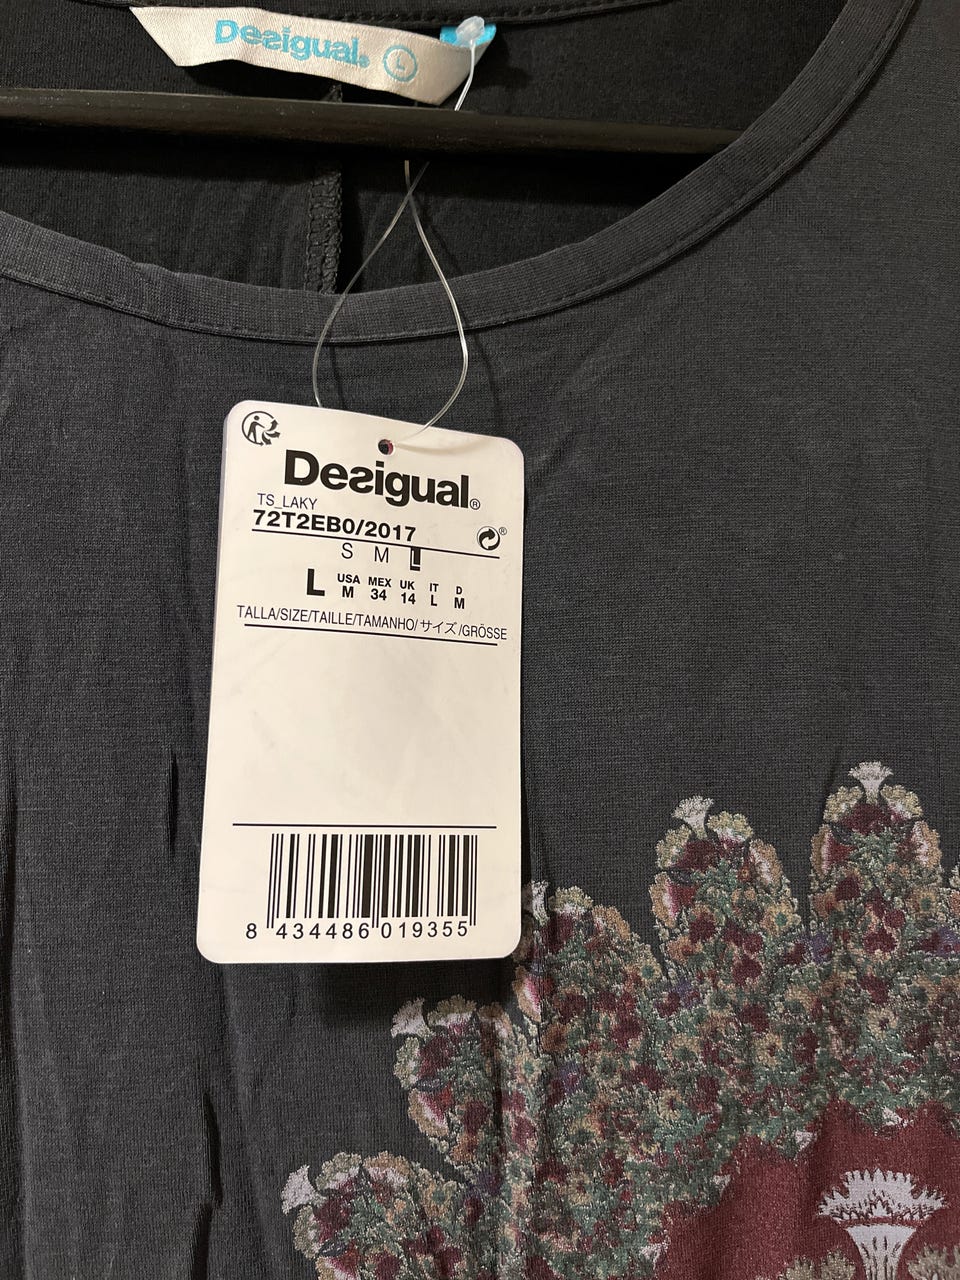 Desigual. L
Desigual®
TS_LAKY
72T2EB0/2017
S M L
L USA MEX UK IT D
M 34 14 L M
TALLA/SIZE/TAILLE/TAMANHO/サイズ/GRÖSSE
8 434486 019355